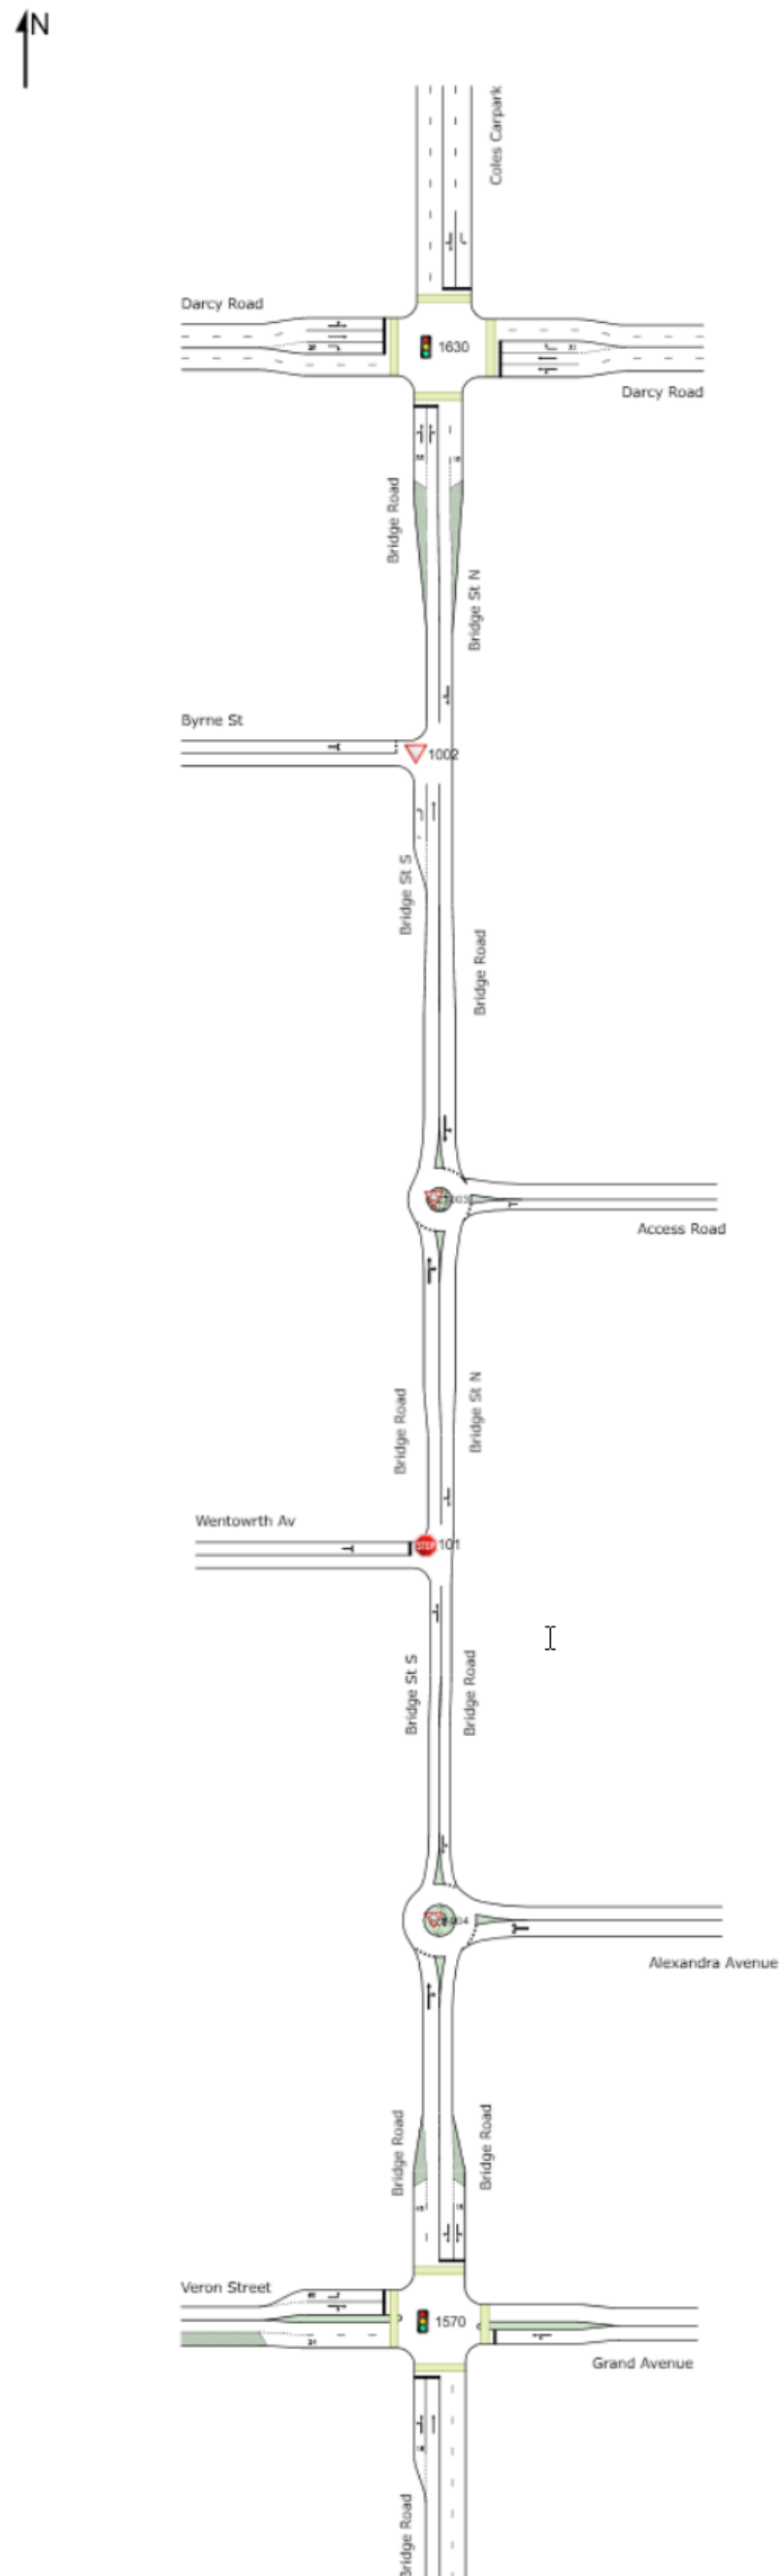 N
Coles Carpark
Darcy Road
1630
Darcy Road
Bridge Road
Bridge St N
Byrne St
1002
Bridge St S
Bridge Road
Access Road
Bridge Road
Bridge St N
Wentowrth Av
STOP
101
Bridge St S
Bridge Road
Alexandra Avenue
Bridge Road
Bridge Road
Veron Street
1570
Grand Avenue
Bridge Road